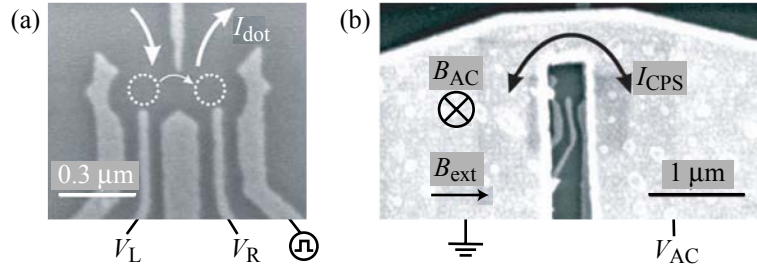 (a)
I_dot
0.3 μm
V_L
V_R
(b)
B_AC
I_CPS
B_ext
1 μm
V_AC